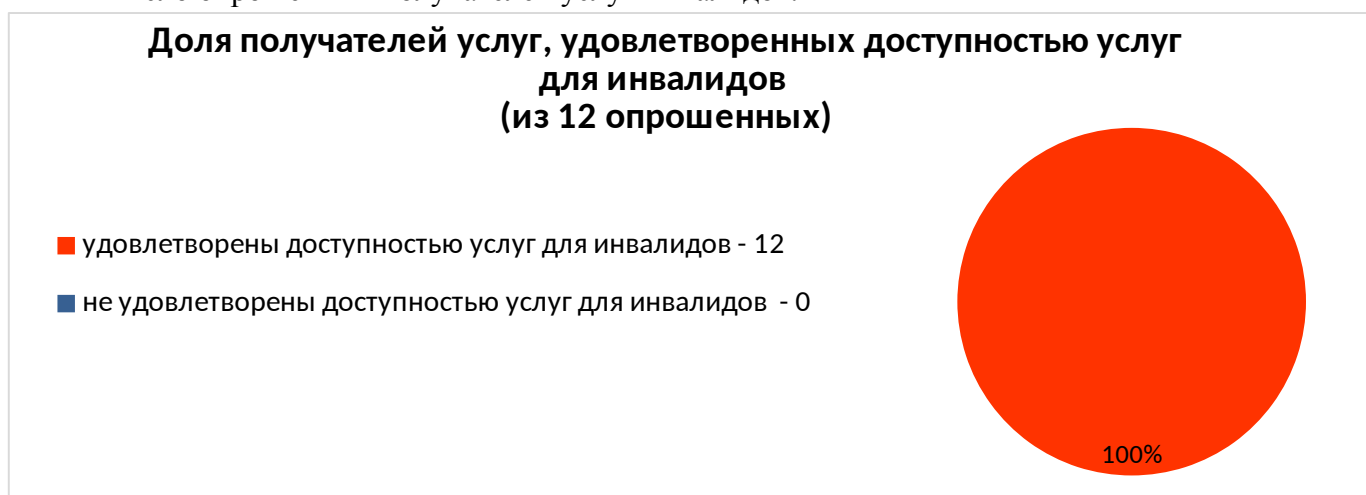 Доля получателей услуг, удовлетворенных доступностью услуг
для инвалидов
(из 12 опрошенных)
удовлетворены доступностью услуг для инвалидов - 12
не удовлетворены доступностью услуг для инвалидов - 0
100%